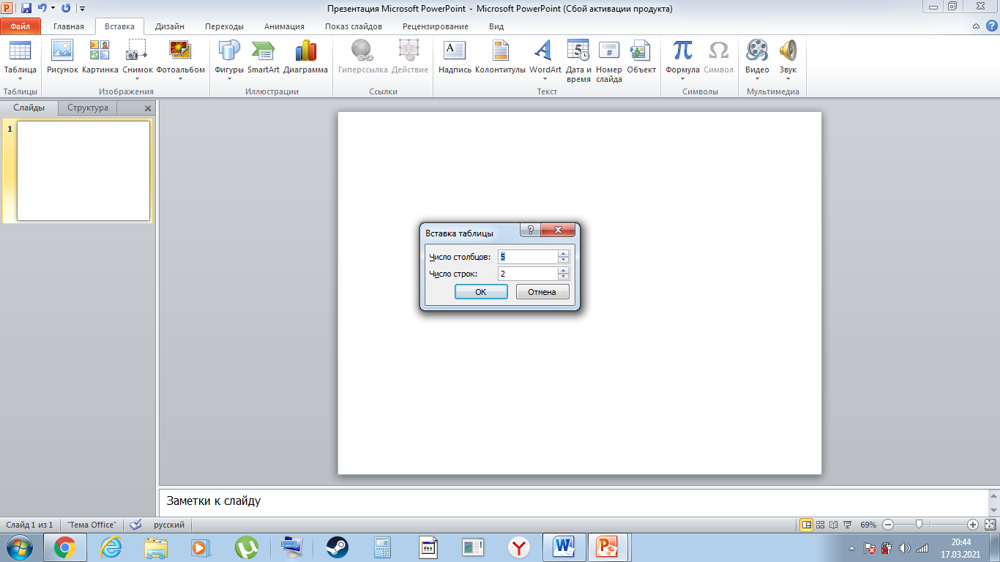 Презентация Microsoft PowerPoint - Microsoft PowerPoint (Сбой активации продукта)
Файл Главная Вставка Дизайн Переходы Анимация Показ слайдов Рецензирование Вид
Таблица Рисунок Картинка Снимок Фотоальбом Фигуры SmartArt Диаграмма Гиперссылка Действие Надпись Колонтитулы WordArt Дата и время Номер слайда Объект Формула Символ Видео Звук
Таблицы Изображения Иллюстрации Ссылки Текст Символы Мультимедиа
Слайды Структура
1
Вставка таблицы
Число столбцов: 5
Число строк: 2
ОК Отмена
Заметки к слайду
Слайд 1 из 1 "Тема Office" русский 69%
20:44
17.03.2021